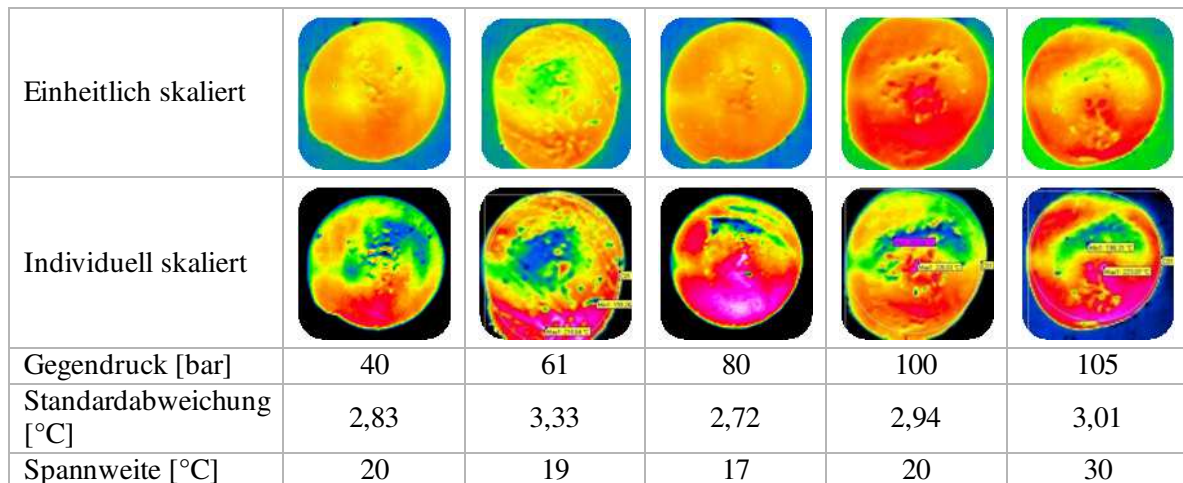 Einheitlich skaliert
Individuell skaliert
Gegendruck [bar] 40 61 80 100 105
Standardabweichung [°C] 2,83 3,33 2,72 2,94 3,01
Spannweite [°C] 20 19 17 20 30